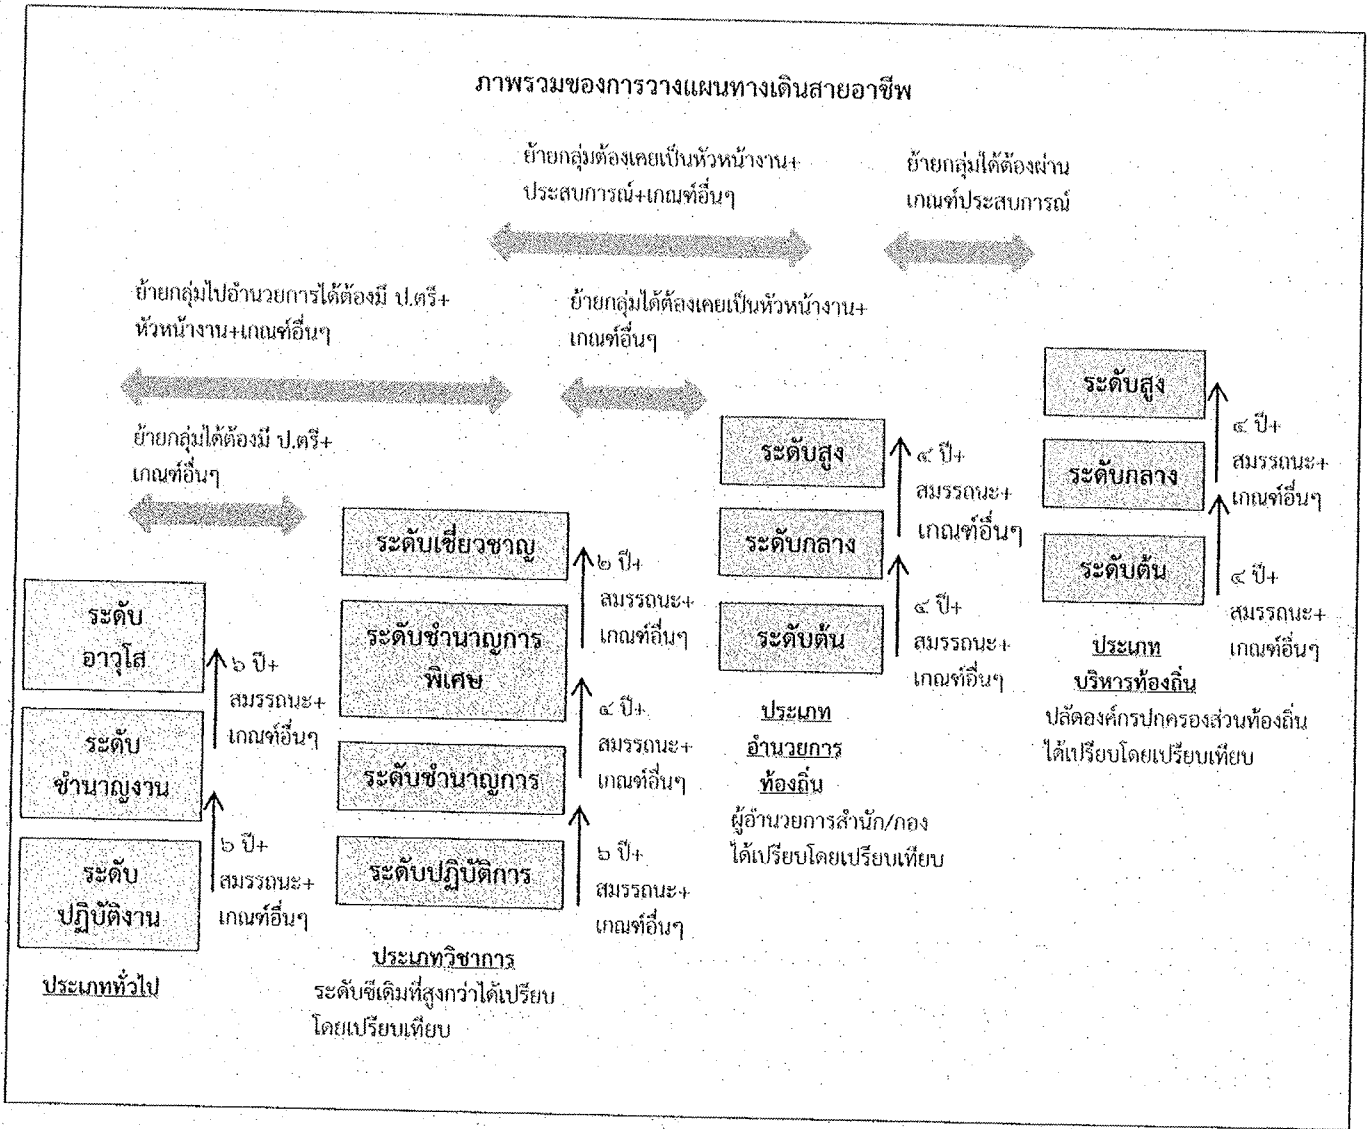 ภาพรวมของการวางแผนทางเดินสายอาชีพ
ย้ายกลุ่มต้องเคยเป็นหัวหน้างาน+
ประสบการณ์+เกณฑ์อื่นๆ
ย้ายกลุ่มได้ต้องผ่าน
เกณฑ์ประสบการณ์
ย้ายกลุ่มไปอำนวยการได้ต้องมี ป.ตรี+
หัวหน้างาน+เกณฑ์อื่นๆ
ย้ายกลุ่มได้ต้องเคยเป็นหัวหน้างาน+
เกณฑ์อื่นๆ
ย้ายกลุ่มได้ต้องมี ป.ตรี+
เกณฑ์อื่นๆ
ระดับ
อาวุโส
๖ ปี+
สมรรถนะ+
เกณฑ์อื่นๆ
ระดับ
ชำนาญงาน
๖ ปี+
สมรรถนะ+
เกณฑ์อื่นๆ
ระดับ
ปฏิบัติงาน
ประเภททั่วไป
ระดับเชี่ยวชาญ
๒ ปี+
สมรรถนะ+
เกณฑ์อื่นๆ
ระดับชำนาญการ
พิเศษ
๔ ปี+
สมรรถนะ+
เกณฑ์อื่นๆ
ระดับชำนาญการ
๖ ปี+
สมรรถนะ+
เกณฑ์อื่นๆ
ระดับปฏิบัติการ
ประเภทวิชาการ
ระดับซีเดิมที่สูงกว่าได้เปรียบ
โดยเปรียบเทียบ
ระดับสูง
๔ ปี+
สมรรถนะ+
เกณฑ์อื่นๆ
ระดับกลาง
๔ ปี+
สมรรถนะ+
เกณฑ์อื่นๆ
ระดับต้น
ประเภท
อำนวยการ
ท้องถิ่น
ผู้อำนวยการสำนัก/กอง
ได้เปรียบโดยเปรียบเทียบ
ระดับสูง
๔ ปี+
สมรรถนะ+
เกณฑ์อื่นๆ
ระดับกลาง
๔ ปี+
สมรรถนะ+
เกณฑ์อื่นๆ
ระดับต้น
ประเภท
บริหารท้องถิ่น
ปลัดองค์กรปกครองส่วนท้องถิ่น
ได้เปรียบโดยเปรียบเทียบ